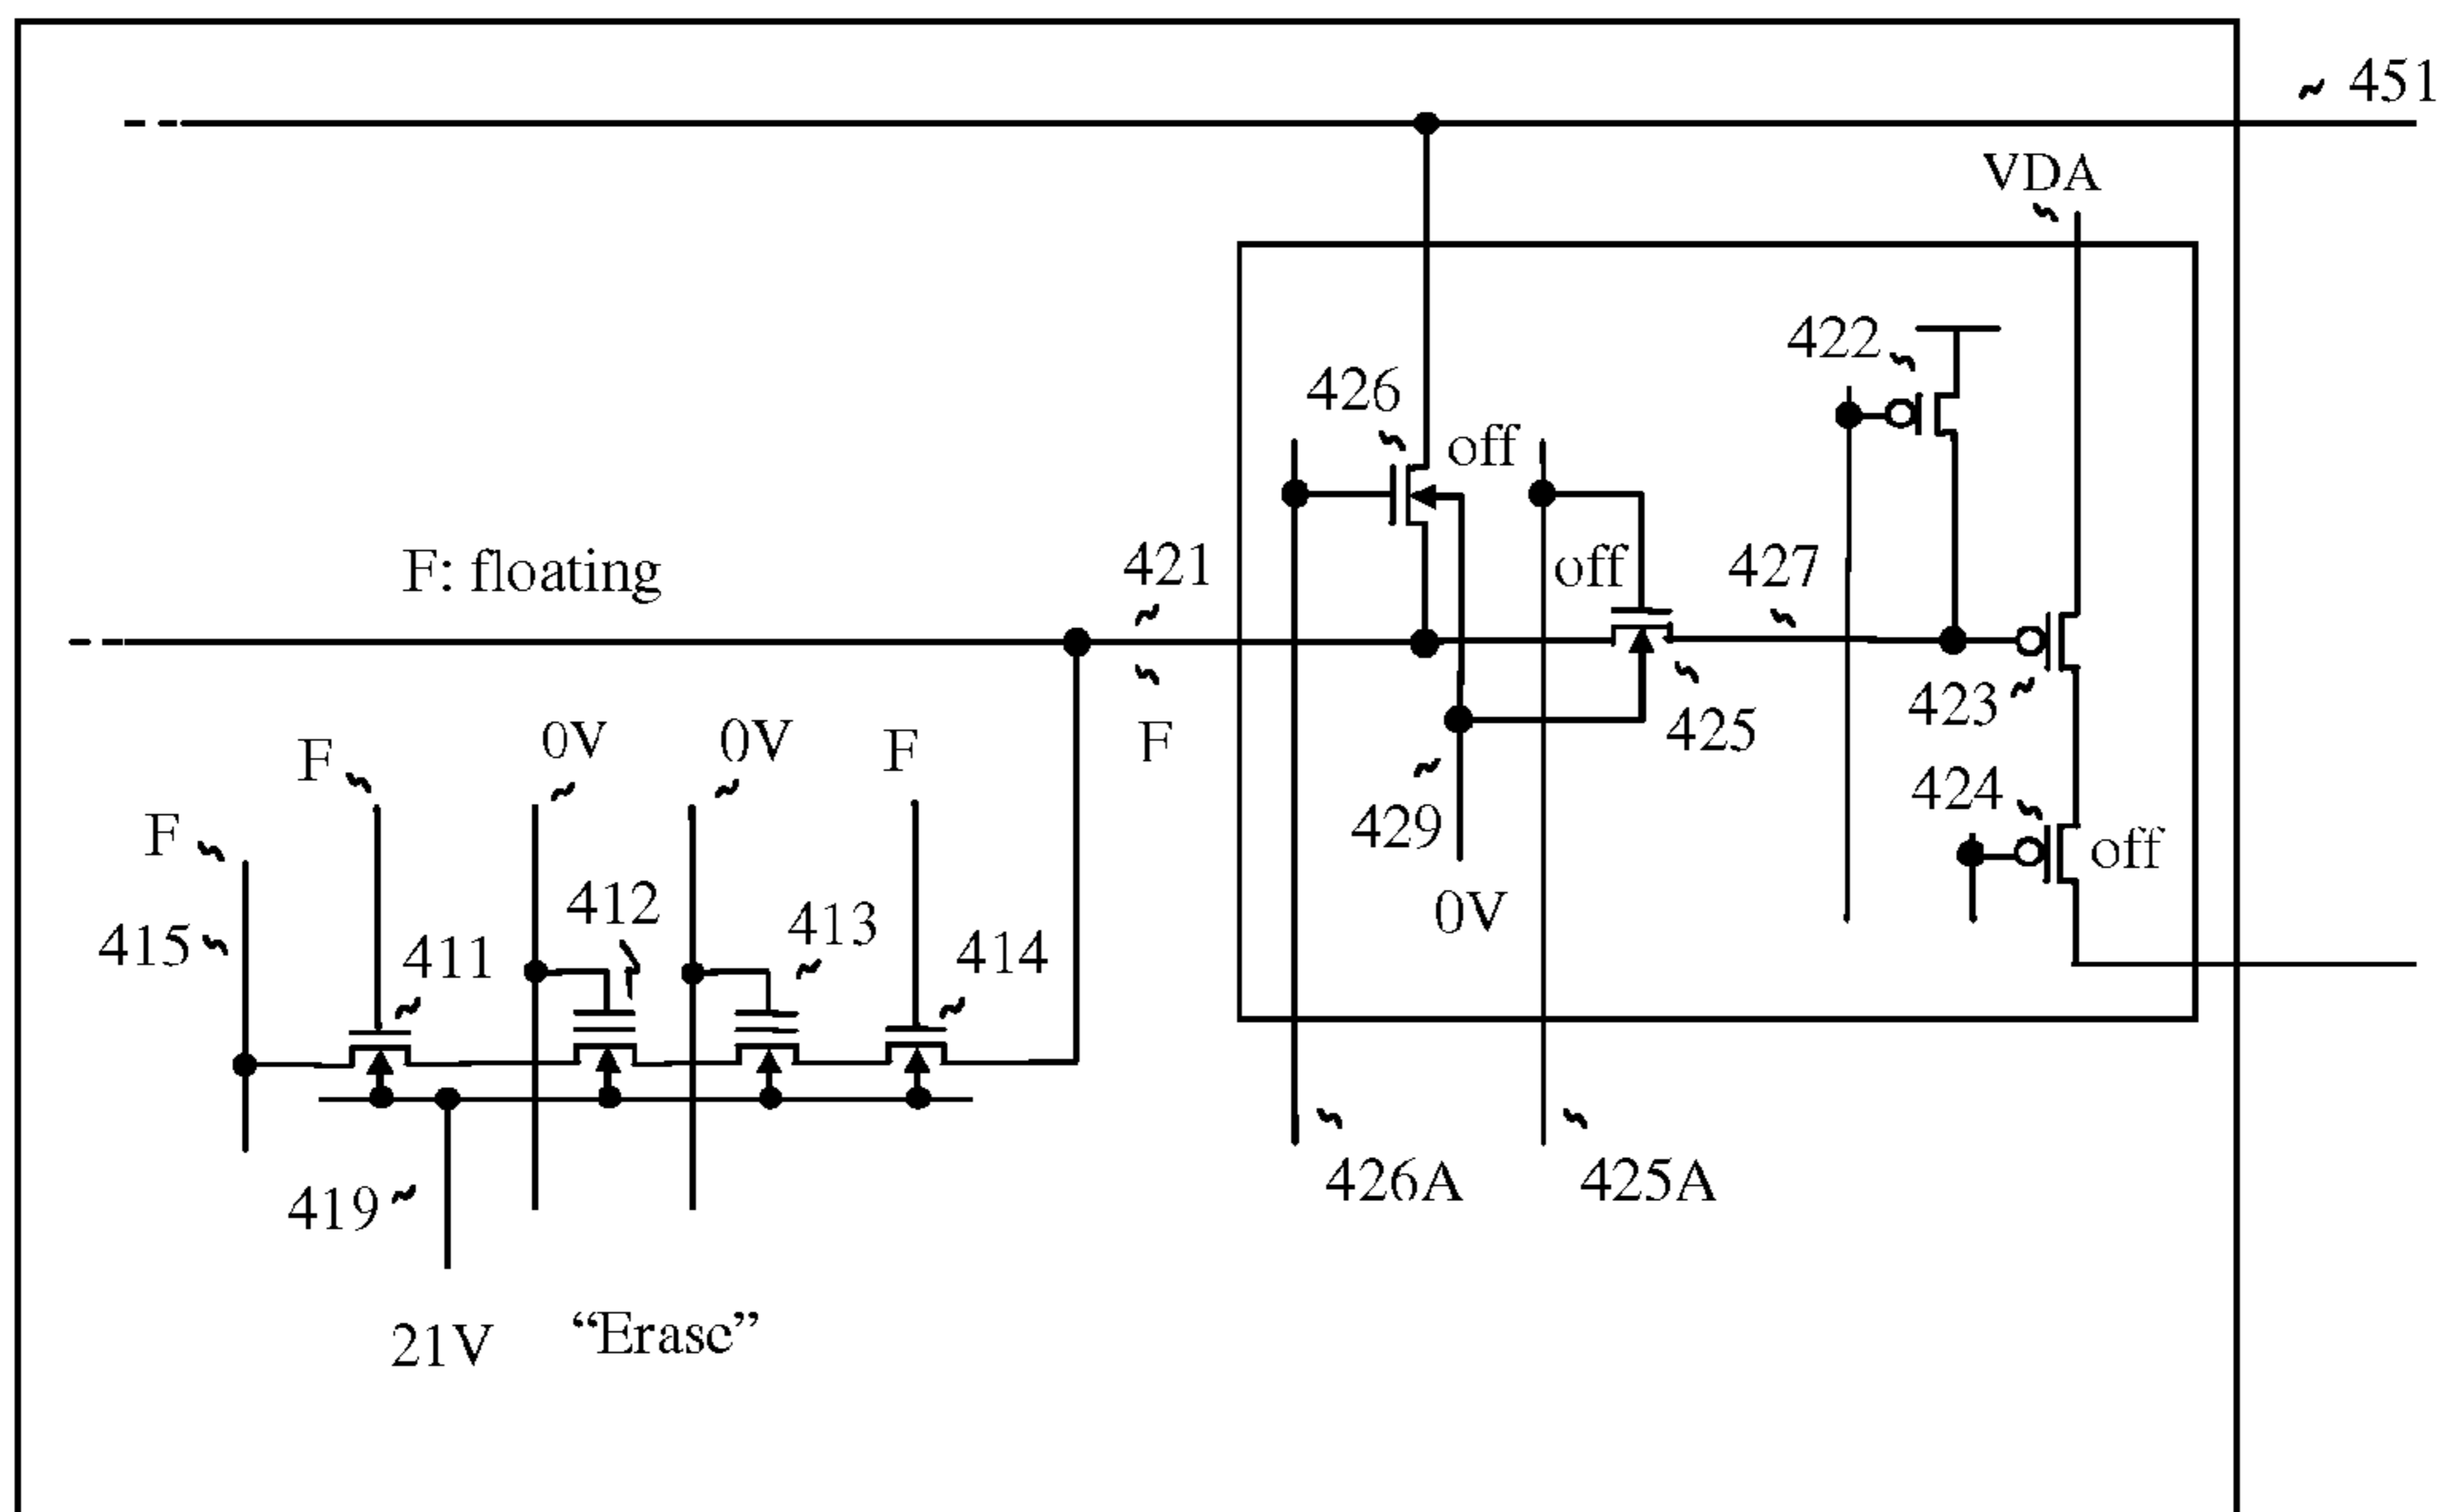 451
VDA
422
426
off
off
427
421
F: floating
423
425
F
0V
0V
F
F
F
424
off
429
0V
412
413
414
415
411
426A
425A
419
21V
“Erase”